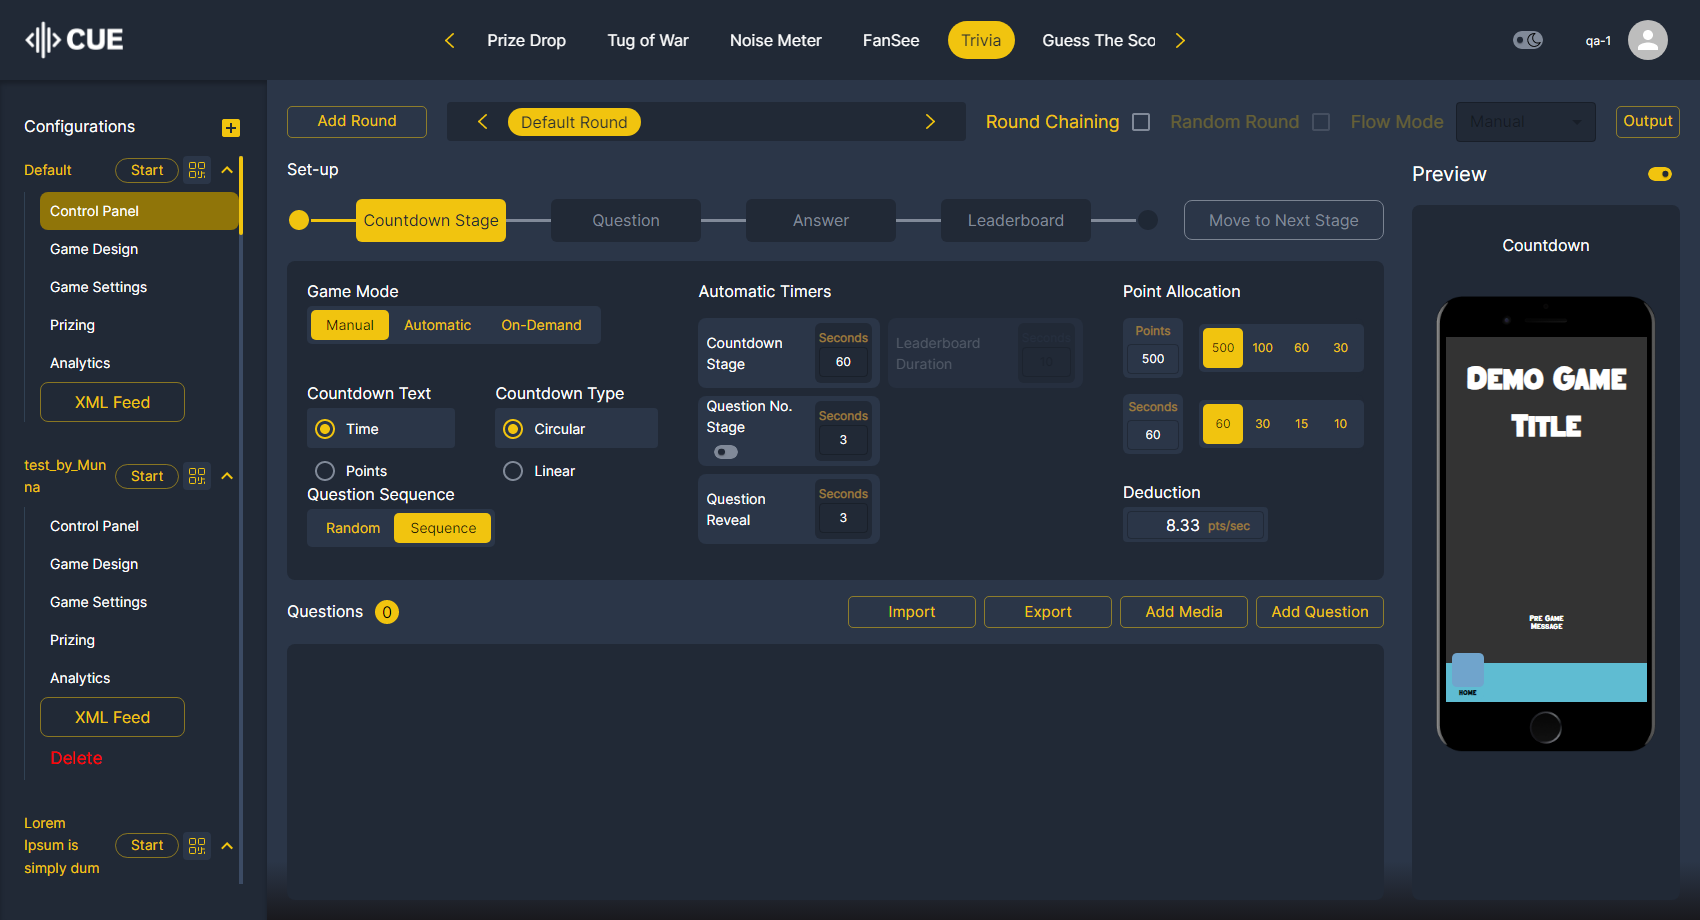 CUE
Prize Drop
Tug of War
Noise Meter
FanSee
Trivia
Guess The Sco
qa-1
Configurations
Default
Start
Control Panel
Game Design
Game Settings
Prizing
Analytics
XML Feed
test_by_Mun
na
Start
Control Panel
Game Design
Game Settings
Prizing
Analytics
XML Feed
Delete
Lorem
Ipsum is
simply dum
Start
Add Round
Default Round
Round Chaining
Random Round
Flow Mode
Manual
Output
Set-up
Countdown Stage
Question
Answer
Leaderboard
Move to Next Stage
Game Mode
Manual
Automatic
On-Demand
Countdown Text
Time
Points
Countdown Type
Circular
Linear
Question Sequence
Random
Sequence
Automatic Timers
Countdown
Stage
Seconds
60
Leaderboard
Duration
Seconds
10
Question No.
Stage
Seconds
3
Question
Reveal
Seconds
3
Point Allocation
Points
500
500
100
60
30
Seconds
60
60
30
15
10
Deduction
8.33 pts/sec
Questions
0
Import
Export
Add Media
Add Question
Preview
Countdown
Demo Game
Title
Pre Game
Message
HOME